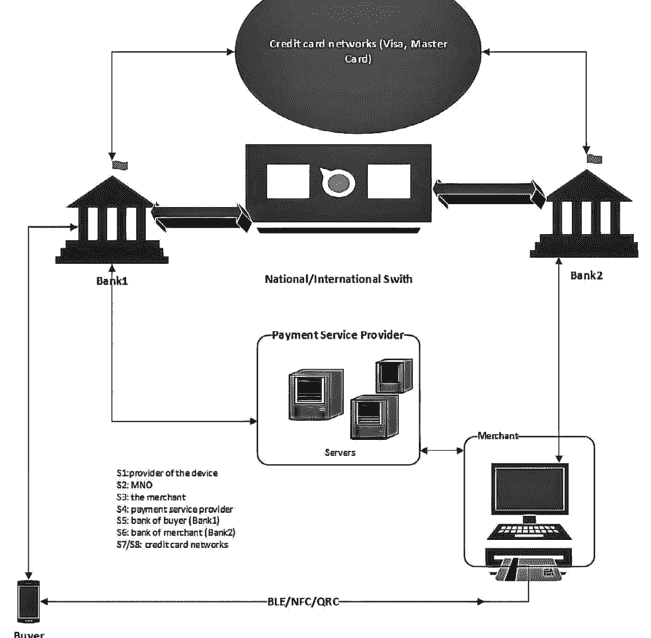 Credit card networks (Visa, Master
Card)
Bank1
National/International Swith
Bank2
Payment Service Provider
Servers
Merchant
S1:provider of the device
S2: MNO
S3: the merchant
S4: payment service provider
S5: bank of buyer (Bank1)
S6: bank of merchant (Bank2)
S7/S8: credit card networks
BLE/NFC/QRC
Buyer